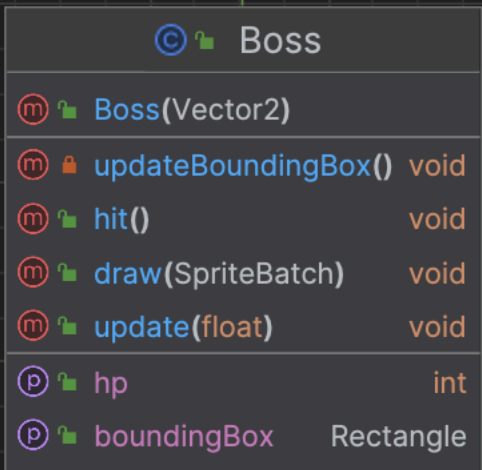 C Boss
m Boss(Vector2)
m updateBoundingBox() void
m hit() void
m draw(SpriteBatch) void
m update(float) void
p hp int
p boundingBox Rectangle